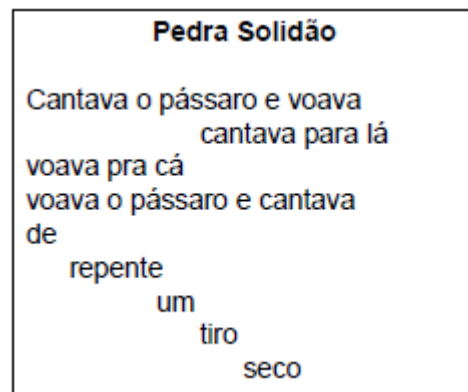 Pedra Solidão
Cantava o pássaro e voava
cantava para lá
voava pra cá
voava o pássaro e cantava
de
repente
um
tiro
seco